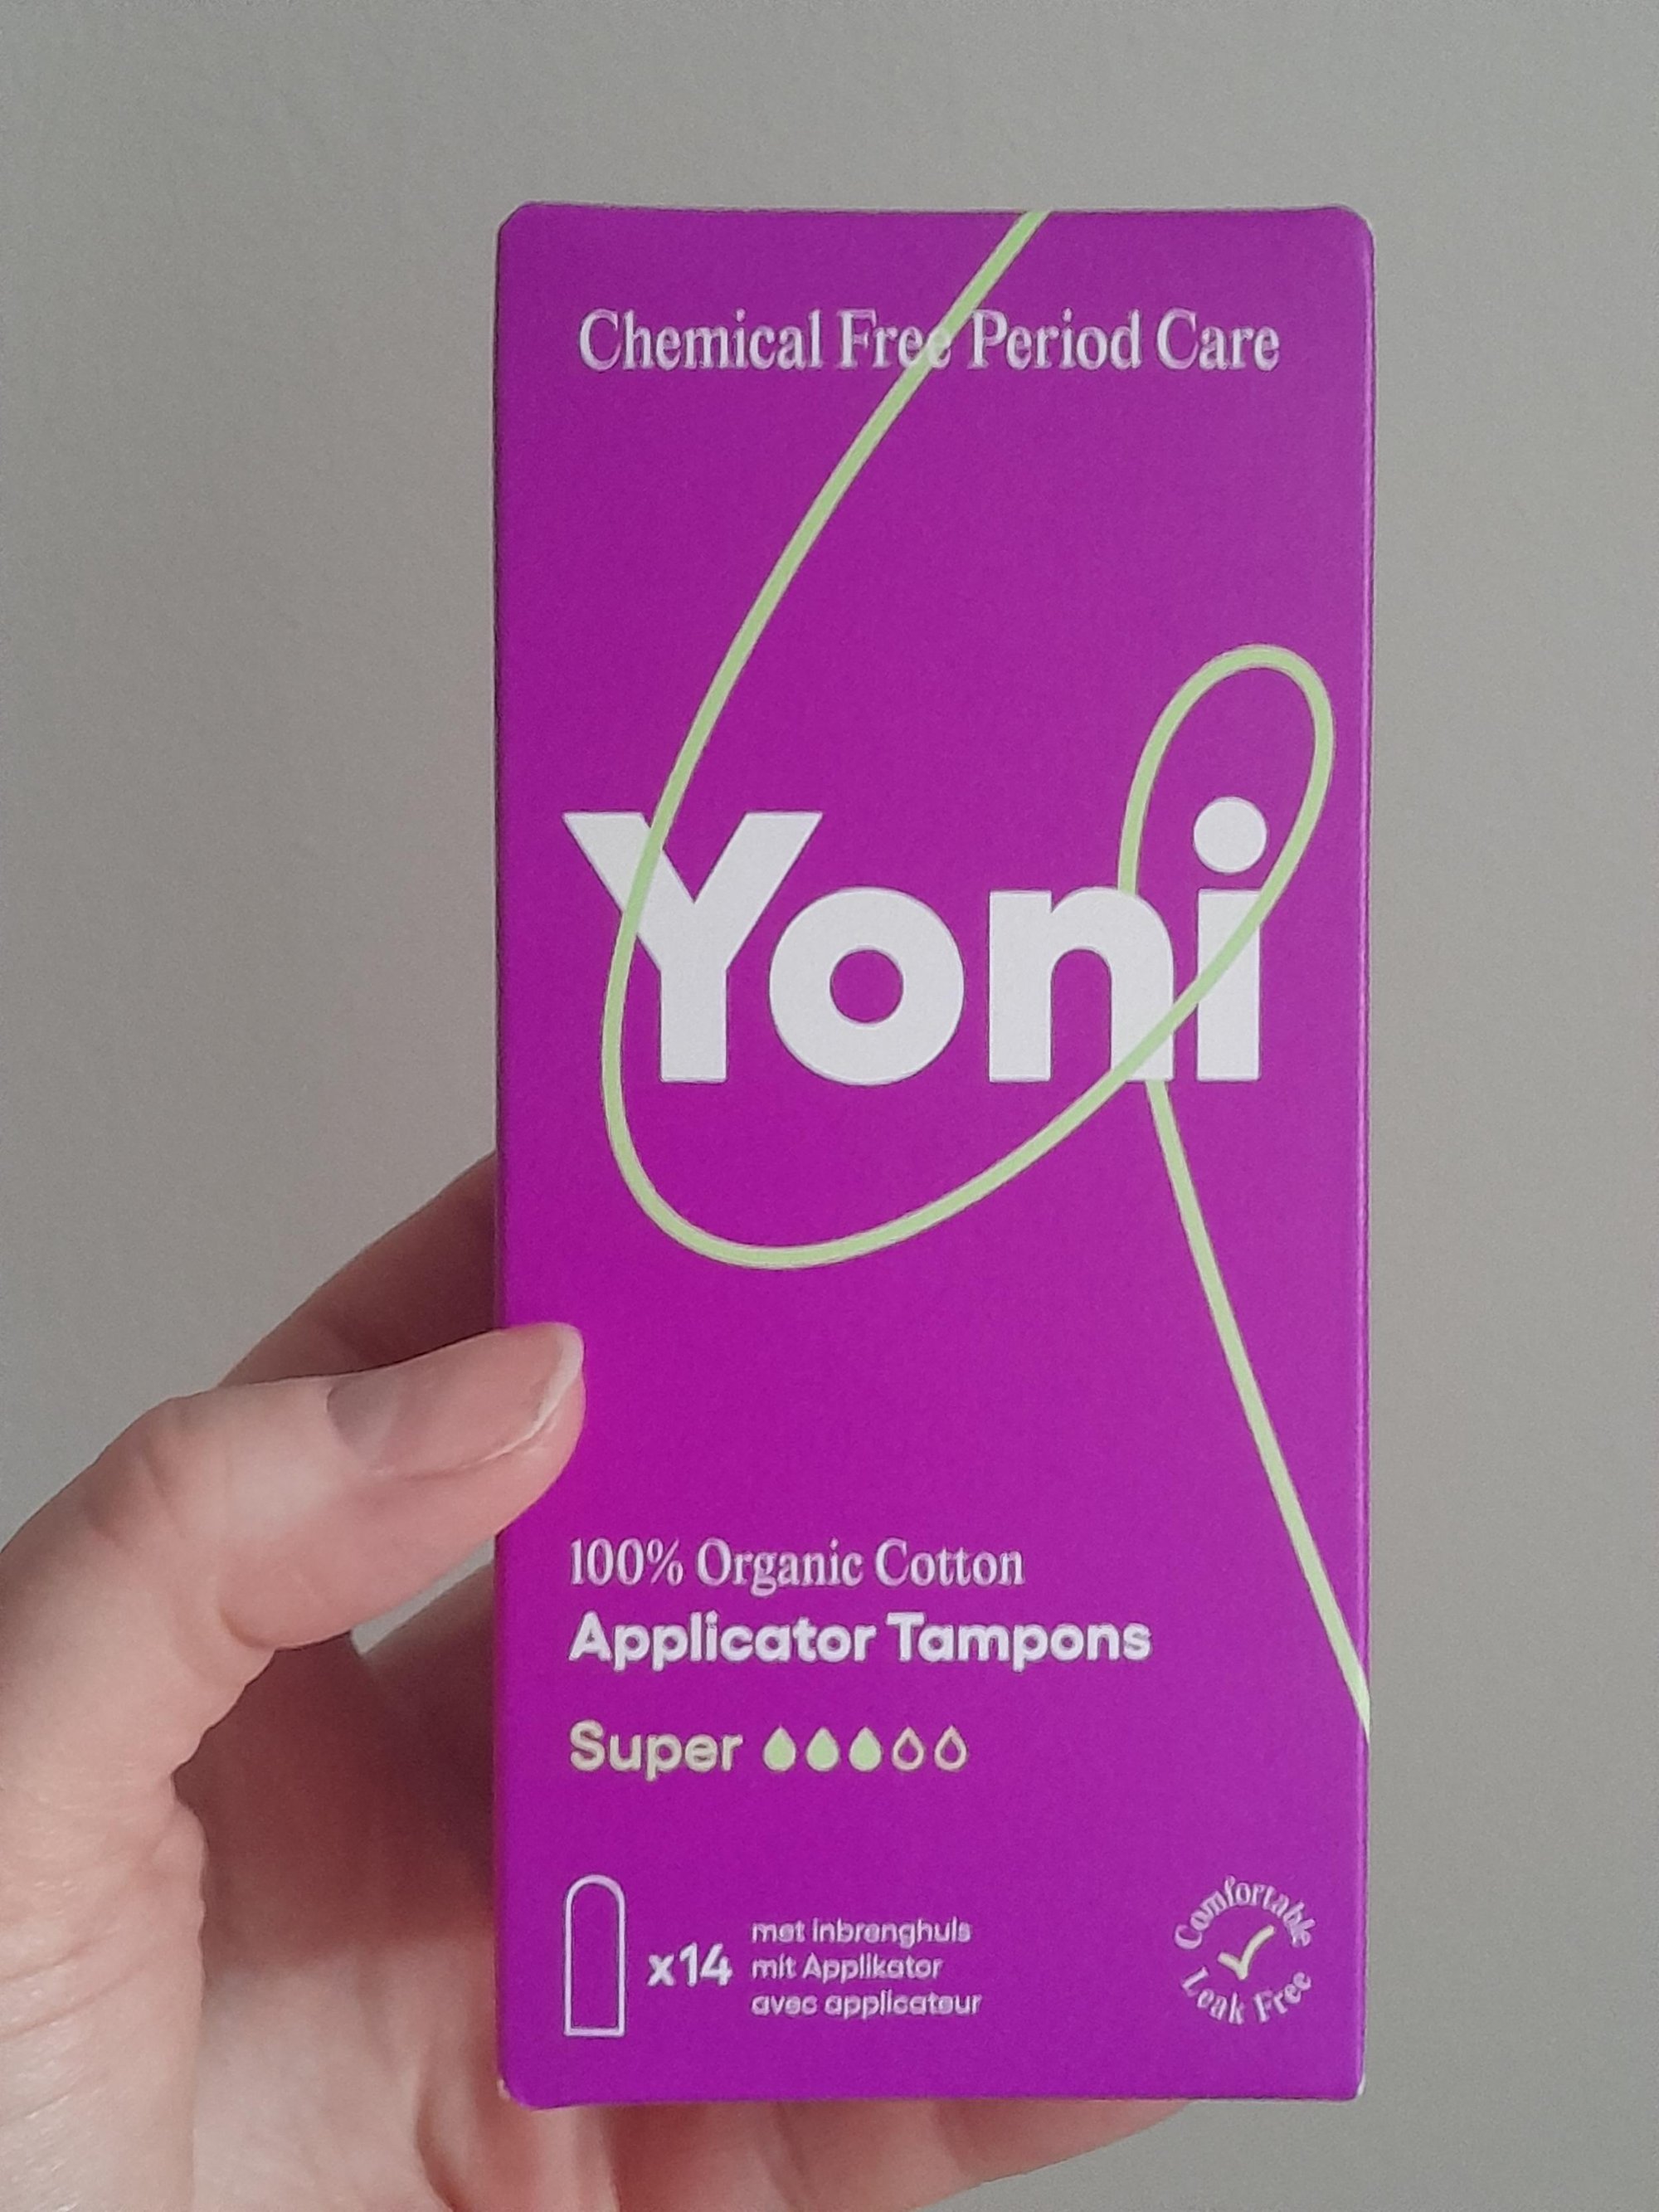 Chemical Free Period Care
Yoni
100% Organic Cotton
Applicator Tampons
Super
x14
met inbrenghuls
mit Applikator
avec applicateur
Comfortable
Leak Free